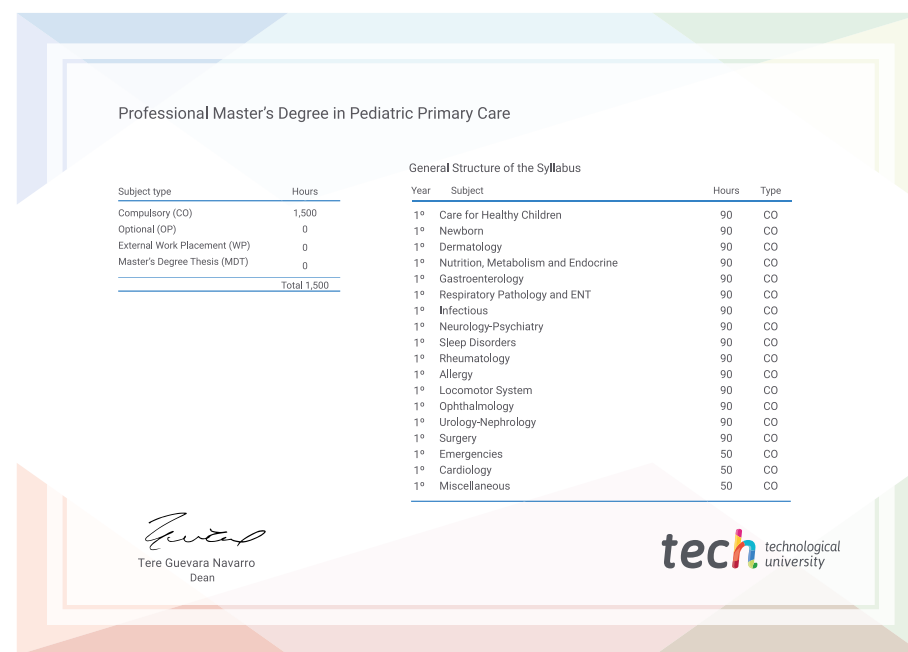 Professional Master's Degree in Pediatric Primary Care
Subject type Hours
Compulsory (CO) 1,500
Optional (OP) 0
External Work Placement (WP) 0
Master's Degree Thesis (MDT) 0
Total 1,500
General Structure of the Syllabus
Year Subject Hours Type
1º Care for Healthy Children 90 CO
1º Newborn 90 CO
1º Dermatology 90 CO
1º Nutrition, Metabolism and Endocrine 90 CO
1º Gastroenterology 90 CO
1º Respiratory Pathology and ENT 90 CO
1º Infectious 90 CO
1º Neurology-Psychiatry 90 CO
1º Sleep Disorders 90 CO
1º Rheumatology 90 CO
1º Allergy 90 CO
1º Locomotor System 90 CO
1º Ophthalmology 90 CO
1º Urology-Nephrology 90 CO
1º Surgery 90 CO
1º Emergencies 50 CO
1º Cardiology 50 CO
1º Miscellaneous 50 CO
Tere Guevara Navarro
Dean
tech technological
university